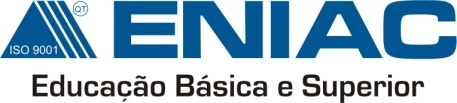 QT
ISO 9001
ENIAC
Educação Básica e Superior